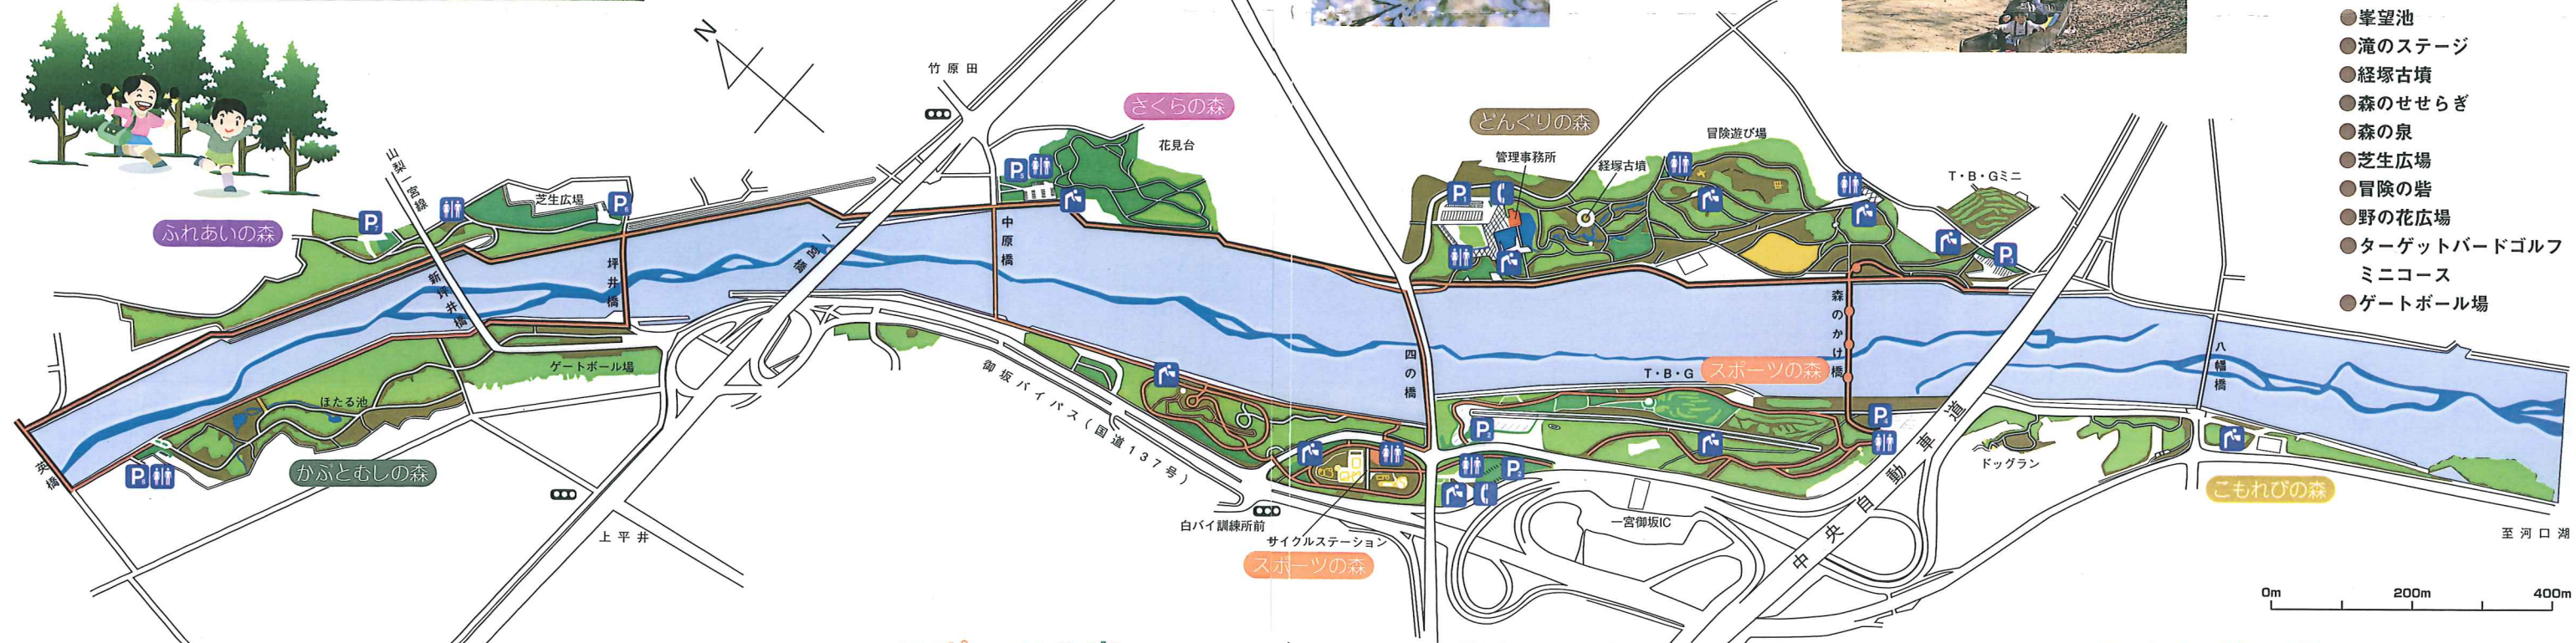 峯望池
滝のステージ
経塚古墳
森のせせらぎ
森の泉
芝生広場
冒険の砦
野の花広場
ターゲットバードゴルフ
ミニコース
ゲートボール場
N
竹原田
さくらの森
花見台
どんぐりの森
管理事務所
経塚古墳
冒険遊び場
T・B・Gミニ
山梨一宮線
芝生広場
ふれあいの森
P7
P6
P5
P1
P3
新坪井橋
坪井橋
中原橋
四の橋
森のかけ橋
八幡橋
ゲートボール場
ほたる池
かぶとむしの森
英橋
P8
上平井
御坂バイパス(国道137号)
T・B・G
スポーツの森
P2
P2
P4
白バイ訓練所前
サイクルステーション
スポーツの森
一宮御坂IC
中央自動車道
ドッグラン
こもれびの森
至河口湖
0m 200m 400m